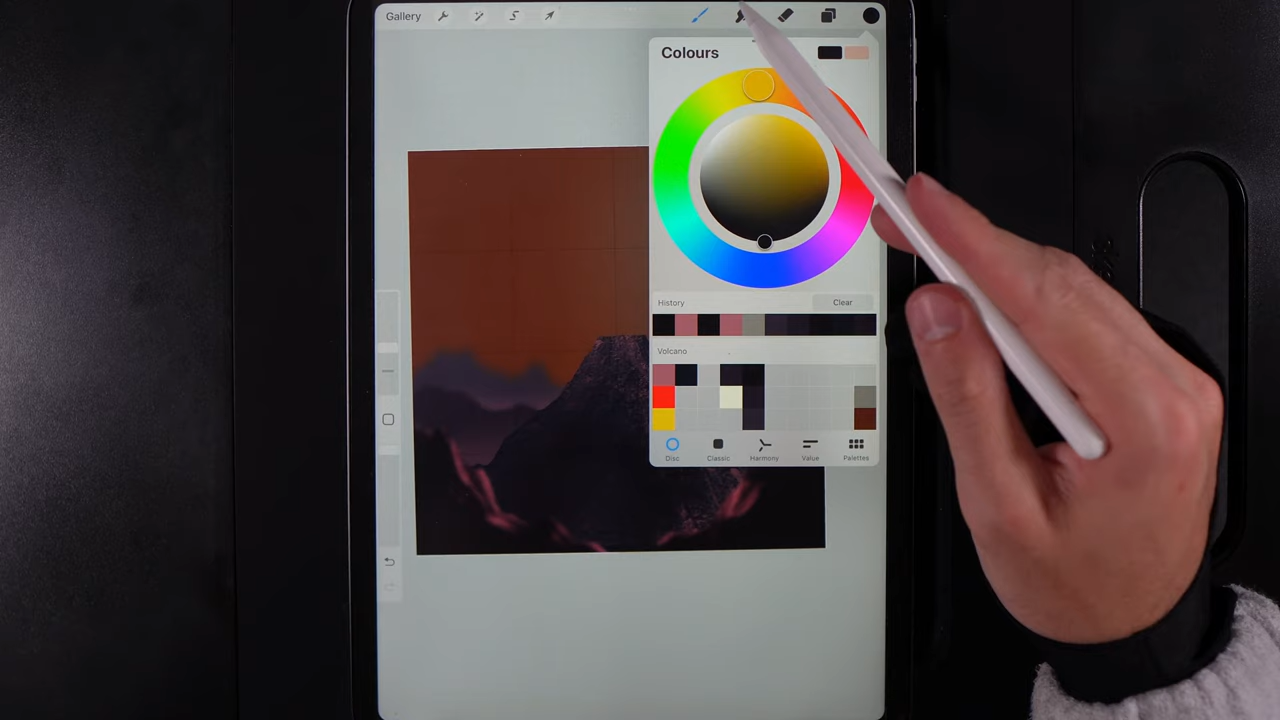 Gallery
Colours
History
Clear
Volcano
Disc
Classic
Harmony
Value
Palettes